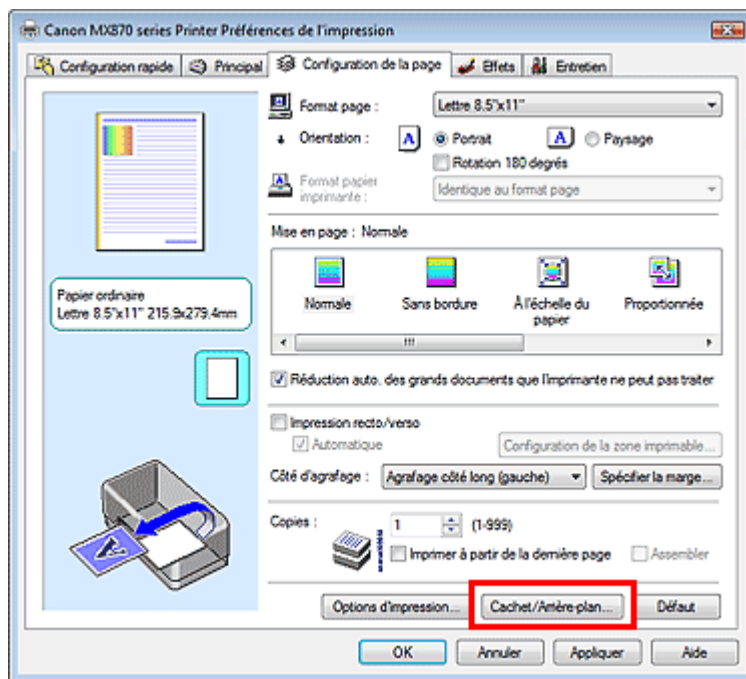 Canon MX870 series Printer Préférences de l'impression
Configuration rapide Principal Configuration de la page Effets Entretien
Format page : Lettre 8.5"x11"
Orientation : A Portrait A Paysage
Rotation 180 degrés
Format papier imprimante : Identique au format page
Mise en page : Normale
Normale Sans bordure À l'échelle du papier Proportionnée
Papier ordinaire
Lettre 8.5"x11" 215.9x279.4mm
Réduction auto. des grands documents que l'imprimante ne peut pas traiter
Impression recto/verso
Automatique Configuration de la zone imprimable...
Côté d'agrafage : Agrafage côté long (gauche) Spécifier la marge...
Copies : 1 (1-999)
Imprimer à partir de la dernière page Assembler
Options d'impression... Cachet/Arrière-plan... Défaut
OK Annuler Appliquer Aide